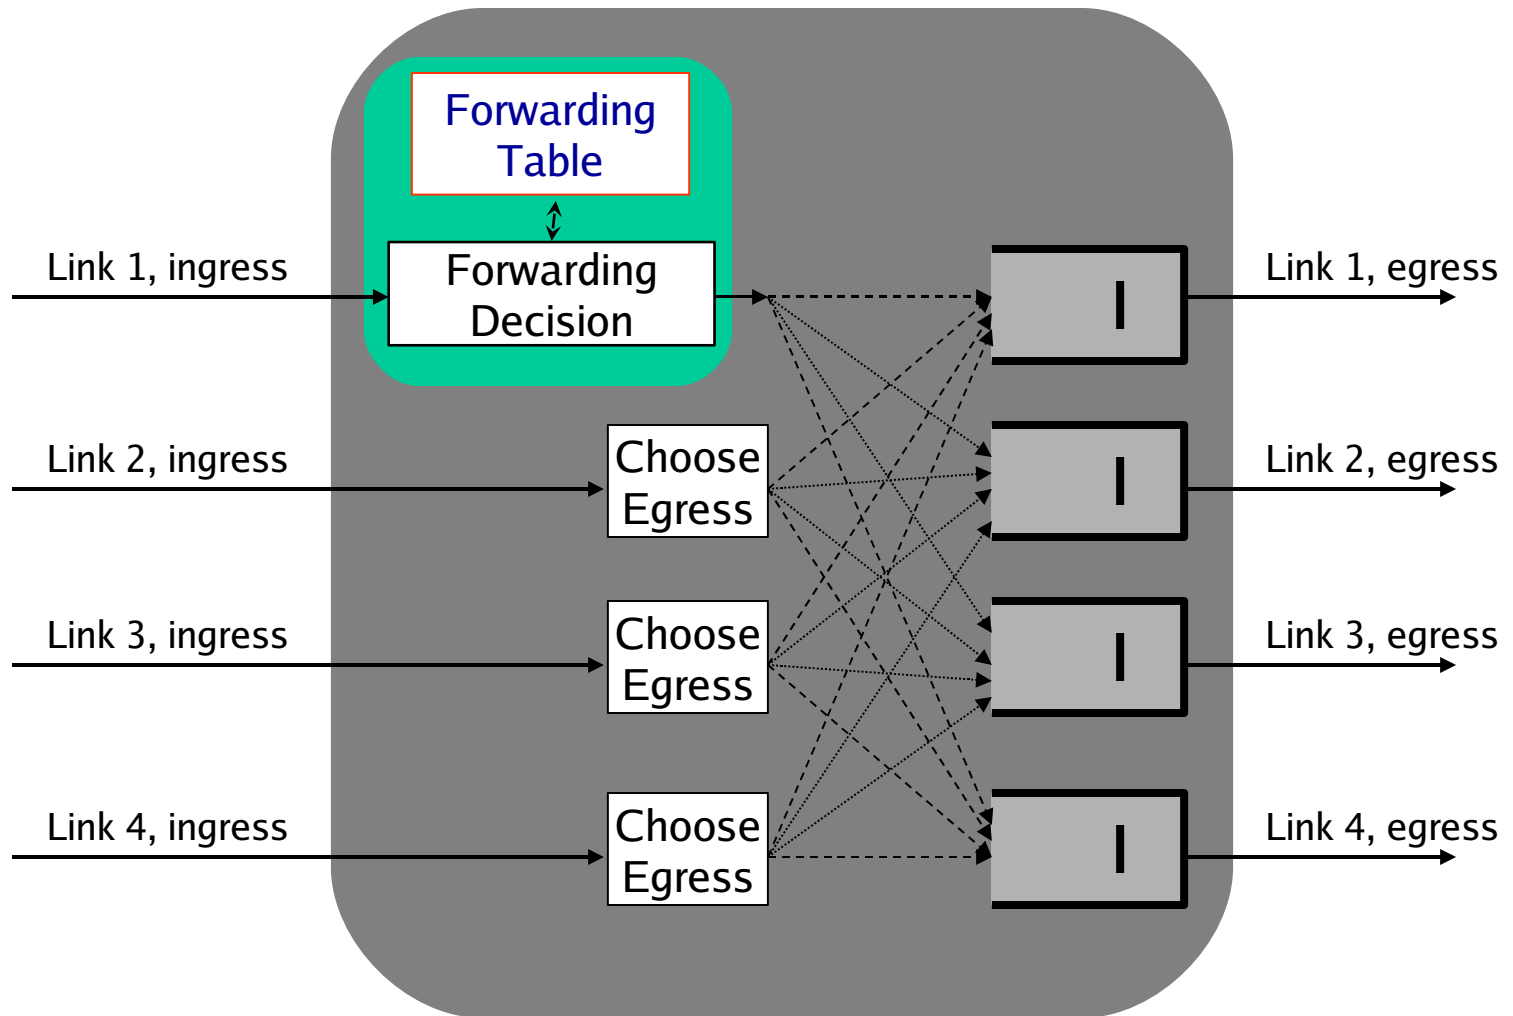 Forwarding
Table
Link 1, ingress
Forwarding
Decision
Link 1, egress
Link 2, ingress
Choose
Egress
Link 2, egress
Link 3, ingress
Choose
Egress
Link 3, egress
Link 4, ingress
Choose
Egress
Link 4, egress